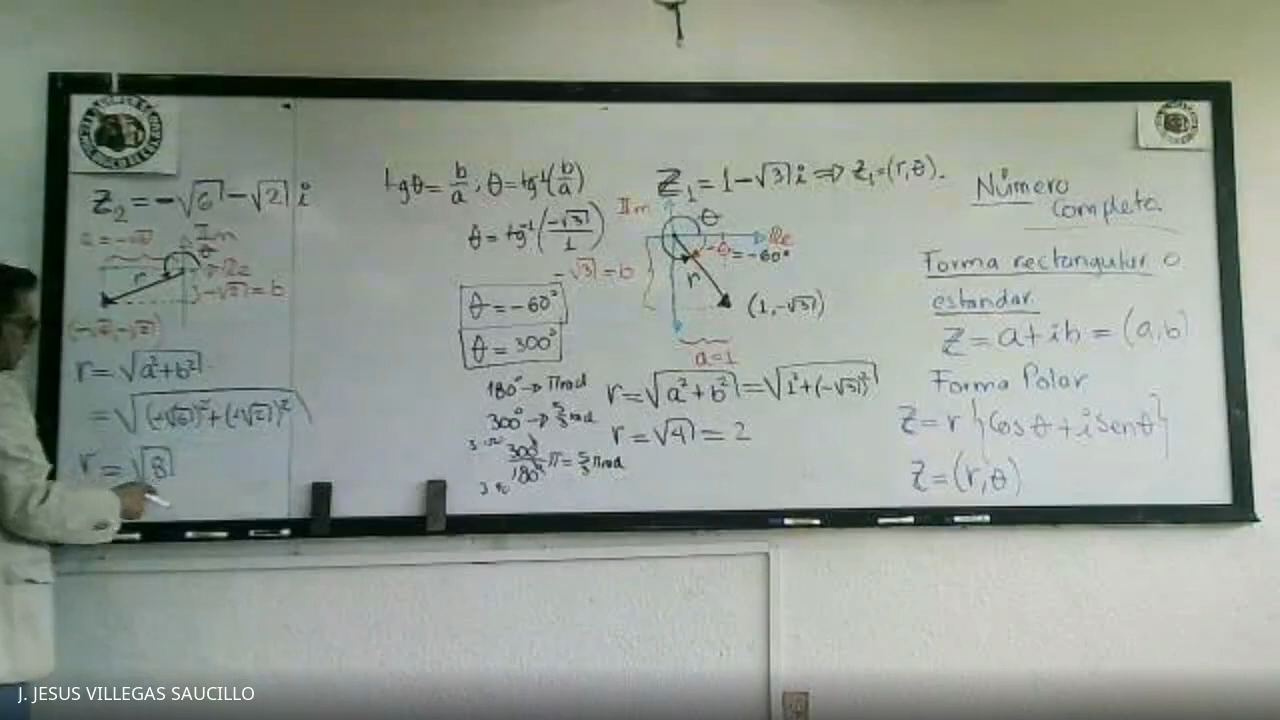 Z₂ = -√6 - √2 i
a = -√6
Im
θ
r
Re
-√2 = b
(-√6, -√2)
r = √(a² + b²)
= √((-√6)² + (-√2)²)
r = √8
tgθ = b/a, θ = tg⁻¹(b/a)
θ = tg⁻¹(-√3/1)
θ = -60°
θ = 300°
180° → π rad
300° → 5/3 rad
300°/180° π = 5/3 π rad
Z₁ = 1 - √3 i ⇒ Z₁ = (r, θ).
Im
θ
Re
-θ = -60°
-√3 = b
r
(1, -√3)
a = 1
r = √(a² + b²) = √(1² + (-√3)²)
r = √4 = 2
Número
Complejo.
Forma rectangular o
estandar.
Z = a + ib = (a, b)
Forma Polar
Z = r {Cos θ + i Sen θ}
Z = (r, θ)
J. JESUS VILLEGAS SAUCILLO